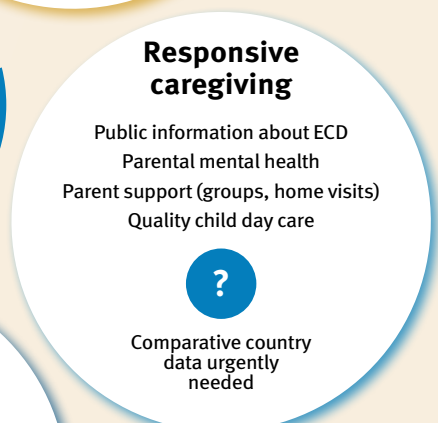 Responsive
caregiving
Public information about ECD
Parental mental health
Parent support (groups, home visits)
Quality child day care
?
Comparative country
data urgently
needed